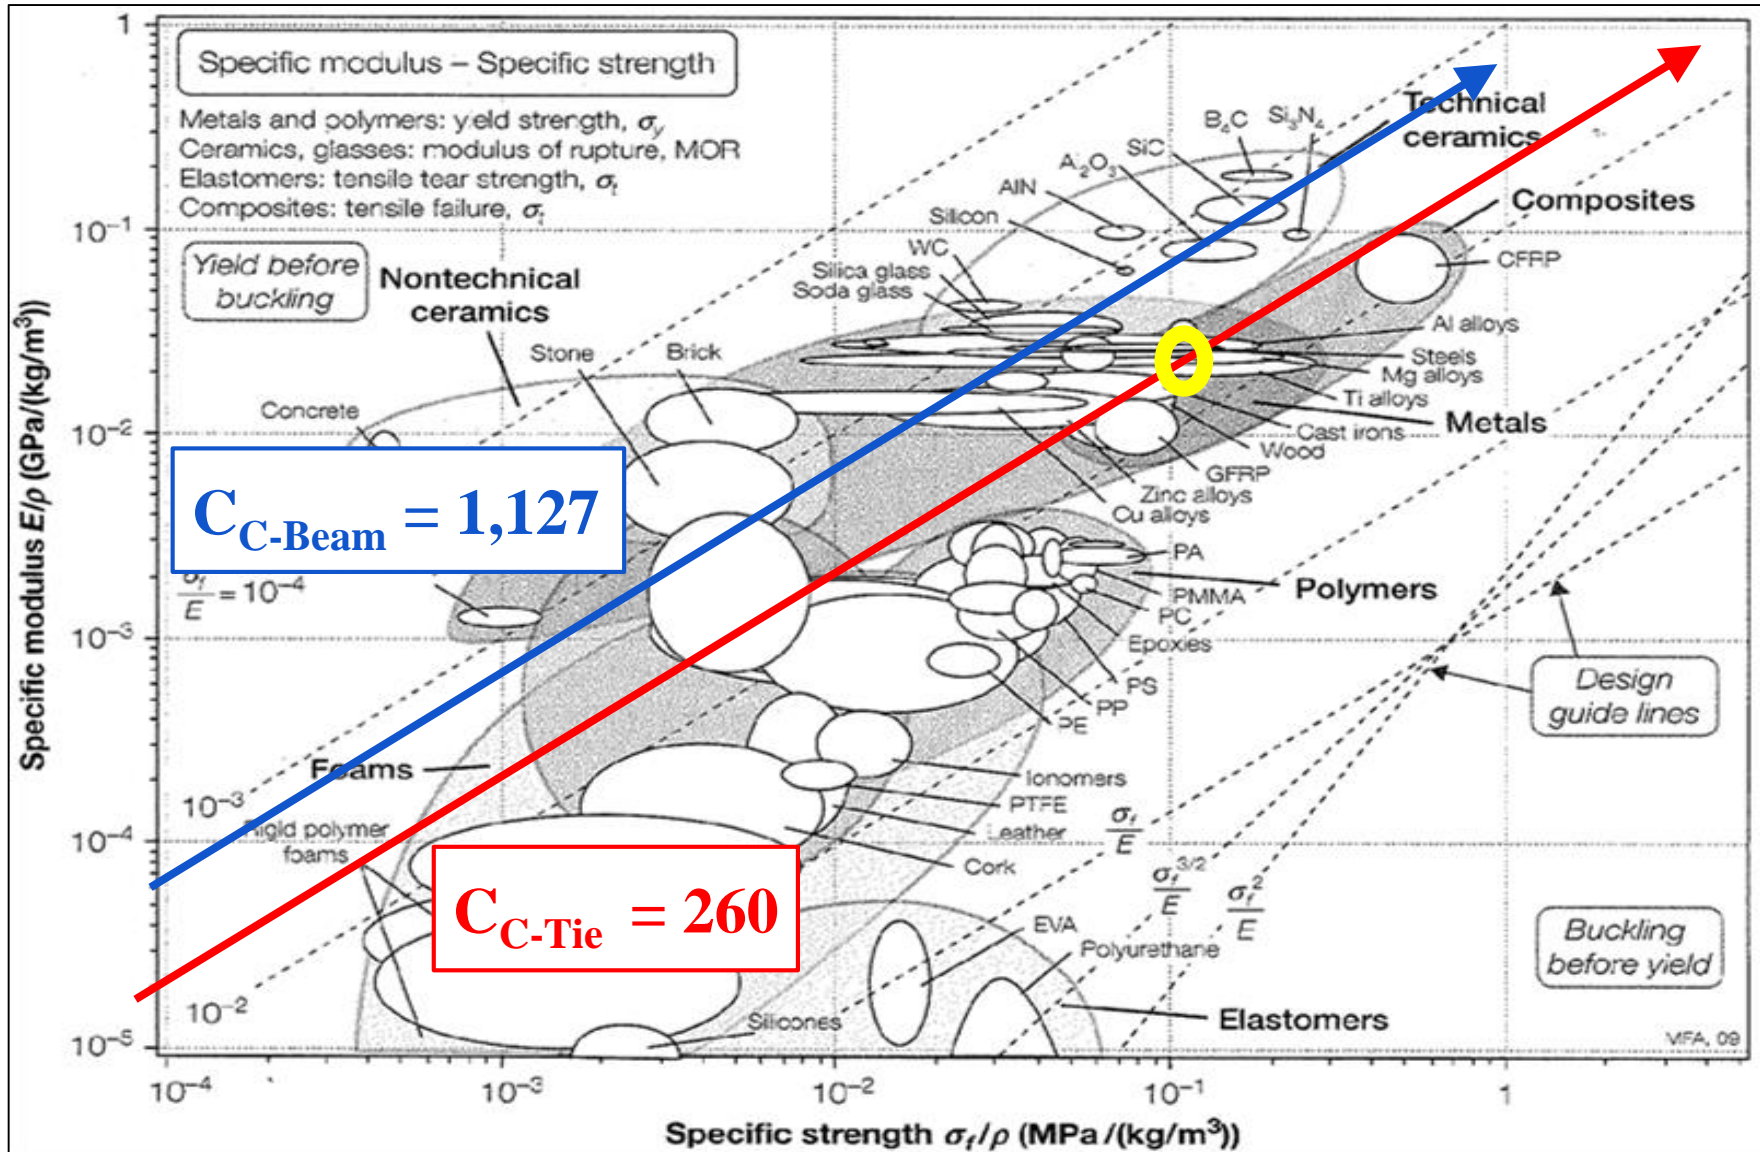 Specific modulus – Specific strength
Metals and polymers: yield strength, σy
Ceramics, glasses: modulus of rupture, MOR
Elastomers: tensile tear strength, σt
Composites: tensile failure, σt
Yield before
buckling
Nontechnical
ceramics
Stone
Brick
Concrete
WC
Silica glass
Soda glass
Silicon
AlN
Al2O3
SiC
B4C
Si3N4
Technical
ceramics
Composites
CFRP
Al alloys
Steels
Mg alloys
Ti alloys
Metals
Cast irons
Wood
GFRP
Zinc alloys
Cu alloys
CC-Beam = 1,127
σf/E = 10⁻⁴
PA
Polymers
PMMA
PC
Epoxies
PS
PP
PE
Design
guide lines
Foams
Ionomers
PTFE
Leather
Cork
10⁻³
Rigid polymer
foams
CC-Tie = 260
σf/E
σf^3/2/E
σf^2/E
EVA
Polyurethane
Buckling
before yield
10⁻²
Silicones
Elastomers
MFA, 09
1
10⁻¹
10⁻²
10⁻³
10⁻⁴
10⁻⁵
Specific modulus E/ρ (GPa/(kg/m³))
10⁻⁴ 10⁻³ 10⁻² 10⁻¹ 1
Specific strength σf/ρ (MPa/(kg/m³))